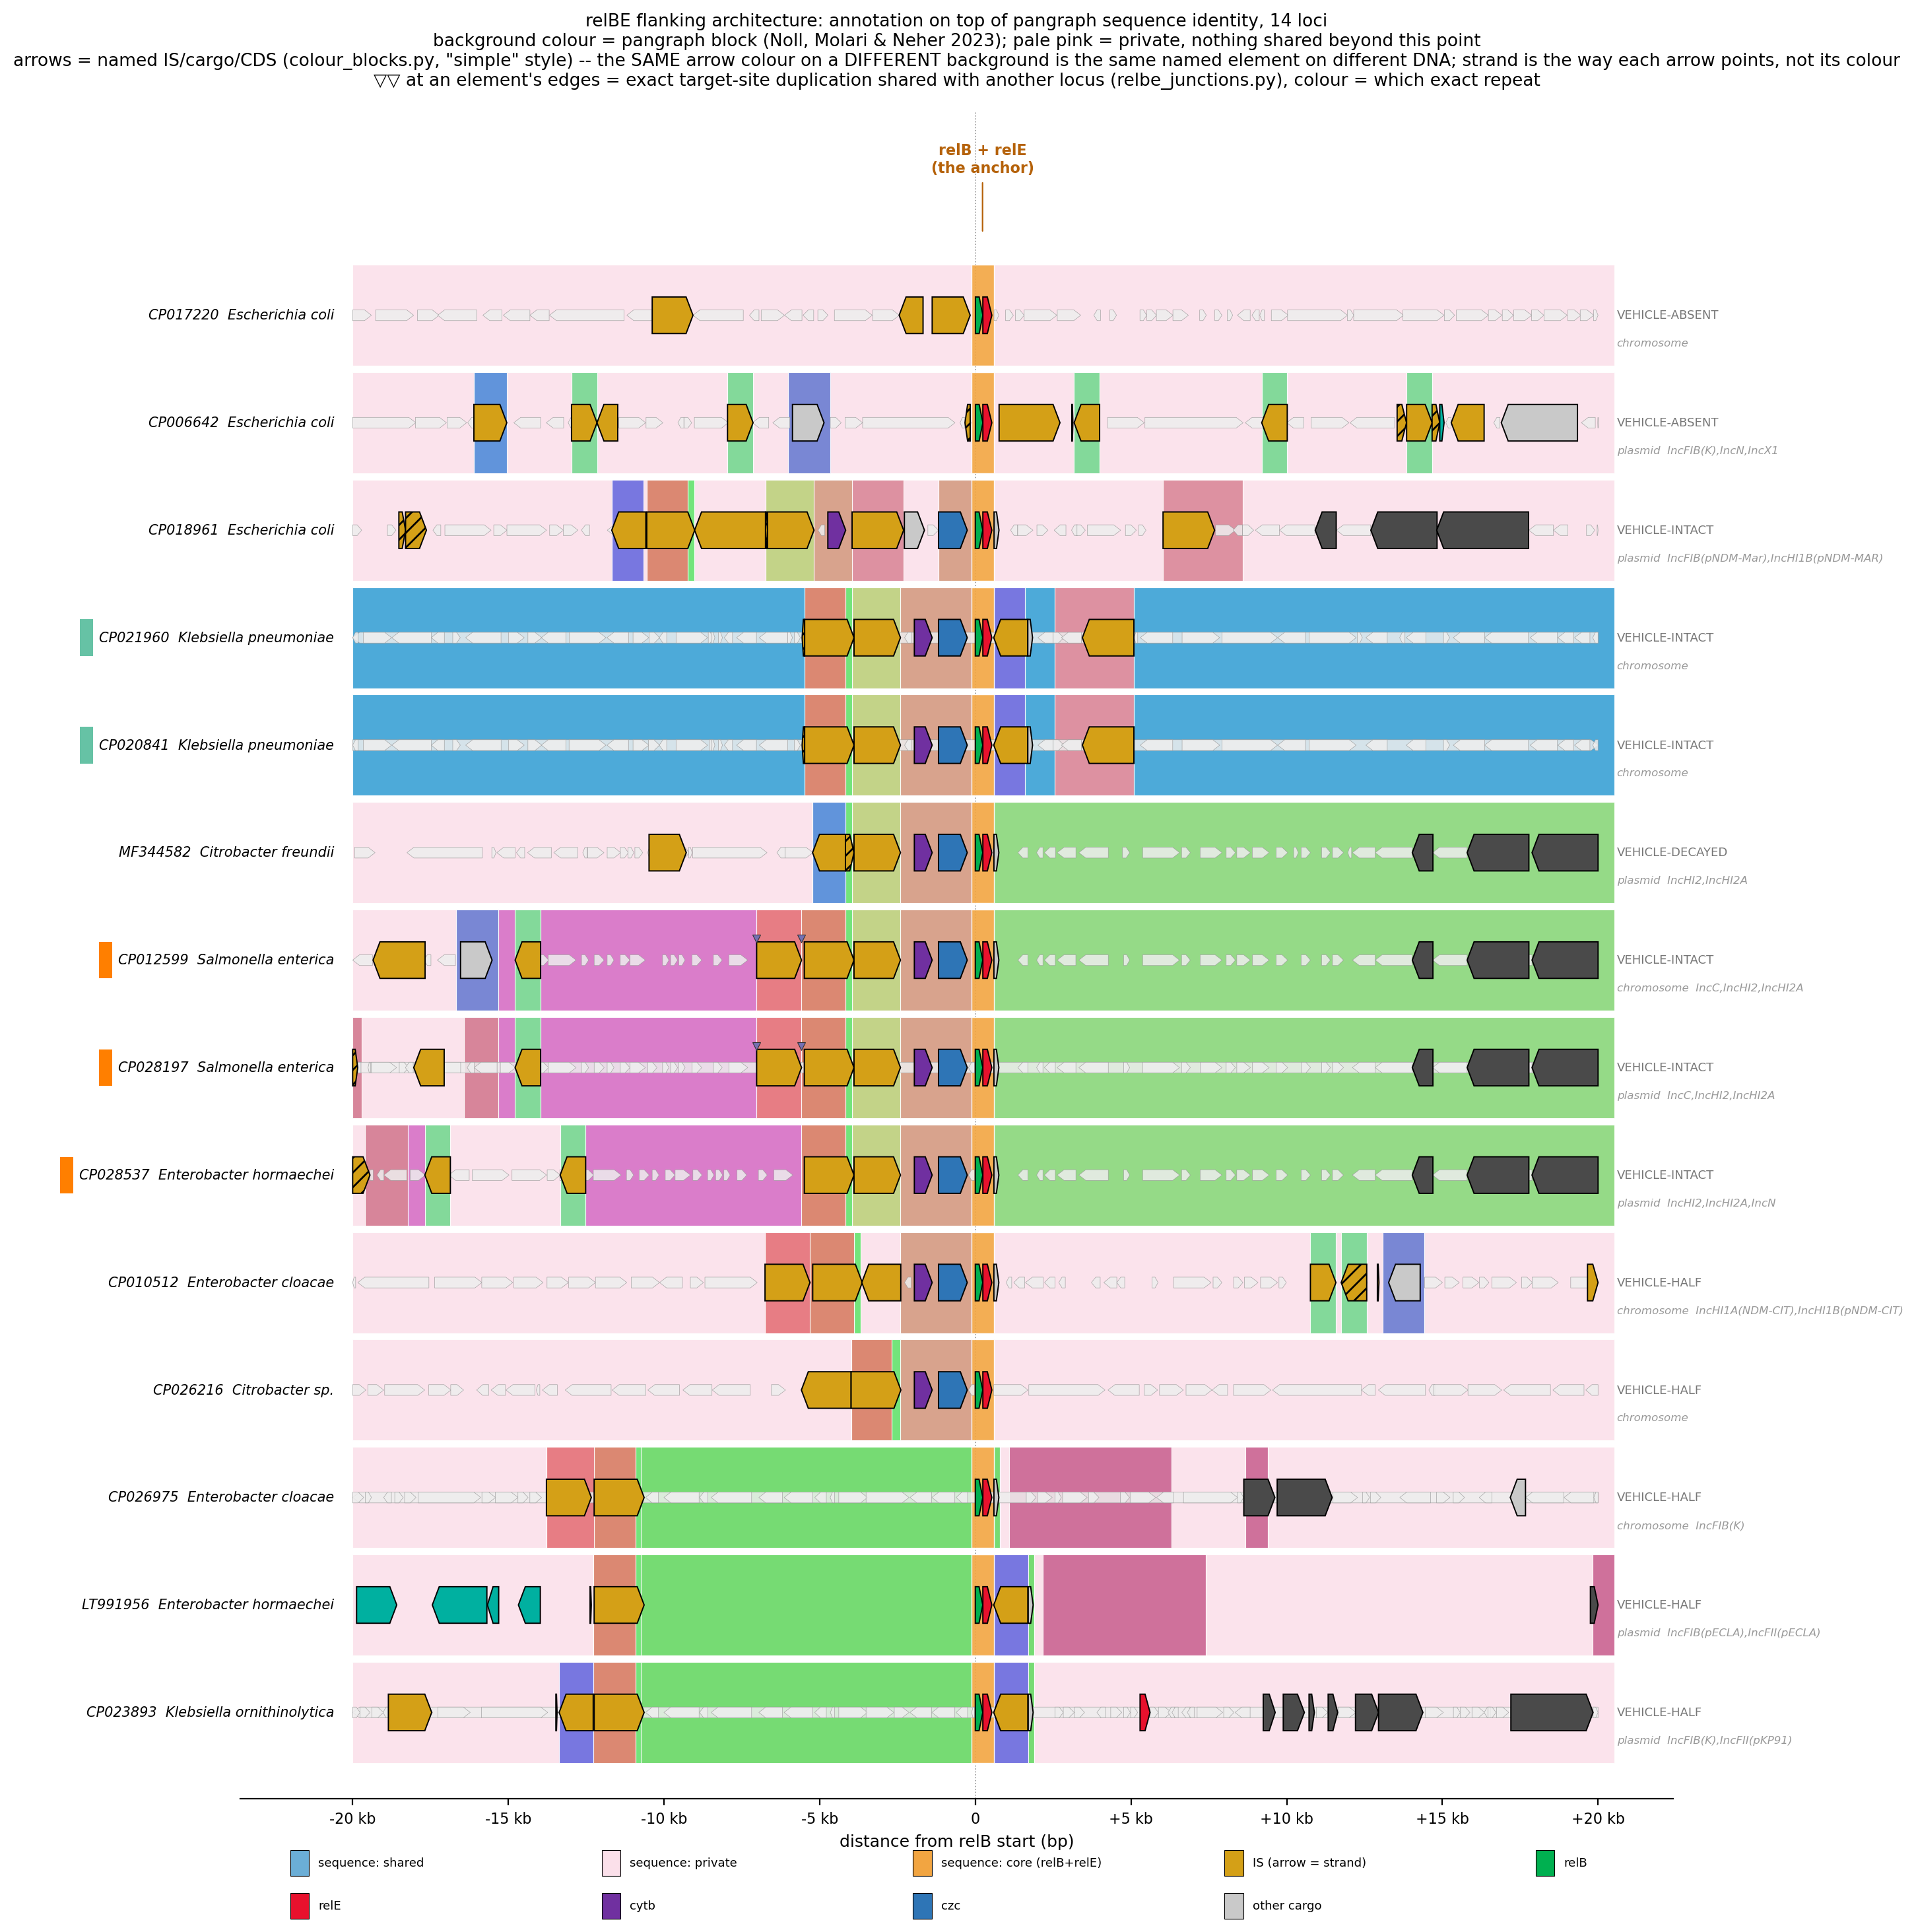 relBE flanking architecture: annotation on top of pangraph sequence identity, 14 loci
background colour = pangraph block (Noll, Molari & Neher 2023); pale pink = private, nothing shared beyond this point
arrows = named IS/cargo/CDS (colour_blocks.py, "simple" style) -- the SAME arrow colour on a DIFFERENT background is the same named element on different DNA; strand is the way each arrow points, not its colour
▽▽ at an element's edges = exact target-site duplication shared with another locus (relbe_junctions.py), colour = which exact repeat
relB + relE
(the anchor)
CP017220 Escherichia coli
VEHICLE-ABSENT
chromosome
CP006642 Escherichia coli
VEHICLE-ABSENT
plasmid IncFIB(K),IncN,IncX1
CP018961 Escherichia coli
VEHICLE-INTACT
plasmid IncFIB(pNDM-Mar),IncHI1B(pNDM-MAR)
CP021960 Klebsiella pneumoniae
VEHICLE-INTACT
chromosome
CP020841 Klebsiella pneumoniae
VEHICLE-INTACT
chromosome
MF344582 Citrobacter freundii
VEHICLE-DECAYED
plasmid IncHI2,IncHI2A
CP012599 Salmonella enterica
VEHICLE-INTACT
chromosome IncC,IncHI2,IncHI2A
CP028197 Salmonella enterica
VEHICLE-INTACT
plasmid IncC,IncHI2,IncHI2A
CP028537 Enterobacter hormaechei
VEHICLE-INTACT
plasmid IncHI2,IncHI2A,IncN
CP010512 Enterobacter cloacae
VEHICLE-HALF
chromosome IncHI1A(NDM-CIT),IncHI1B(pNDM-CIT)
CP026216 Citrobacter sp.
VEHICLE-HALF
chromosome
CP026975 Enterobacter cloacae
VEHICLE-HALF
chromosome IncFIB(K)
LT991956 Enterobacter hormaechei
VEHICLE-HALF
plasmid IncFIB(pECLA),IncFII(pECLA)
CP023893 Klebsiella ornithinolytica
VEHICLE-HALF
plasmid IncFIB(K),IncFII(pKP91)
-20 kb -15 kb -10 kb -5 kb 0 +5 kb +10 kb +15 kb +20 kb
distance from relB start (bp)
sequence: shared sequence: private sequence: core (relB+relE) IS (arrow = strand) relB
relE cytb czc other cargo